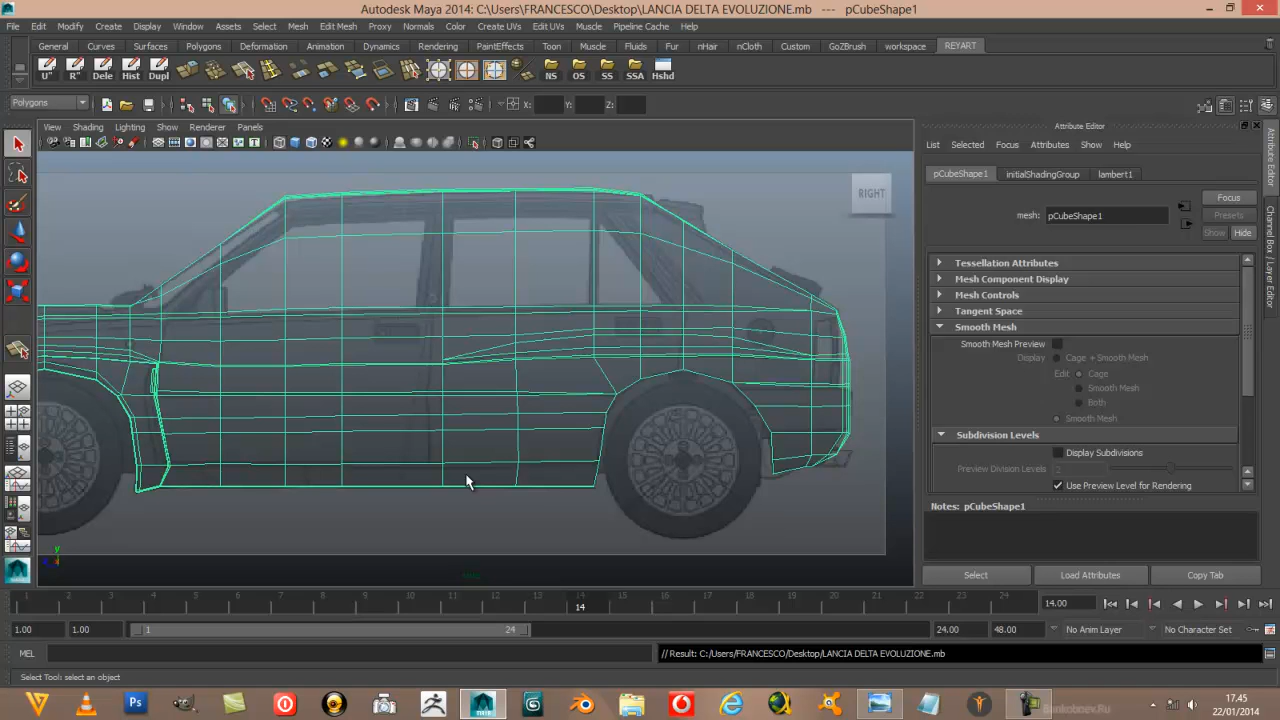 Autodesk Maya 2014: C:\Users\FRANCESCO\Desktop\LANCIA DELTA EVOLUZIONE.mb --- pCubeShape1
File Edit Modify Create Display Window Assets Select Mesh Edit Mesh Proxy Normals Color Create UVs Edit UVs Muscle Pipeline Cache Help
General Curves Surfaces Polygons Deformation Animation Dynamics Rendering PaintEffects Toon Muscle Fluids Fur nHair nCloth Custom GoZBrush workspace REYART
U" R" Dele Hist Dupl NS OS SS SSA Hshd
Polygons X: Y: Z:
View Shading Lighting Show Renderer Panels
Attribute Editor
List Selected Focus Attributes Show Help
pCubeShape1 initialShadingGroup lambert1
RIGHT
mesh: pCubeShape1
Focus
Presets
Show Hide
Tessellation Attributes
Mesh Component Display
Mesh Controls
Tangent Space
Smooth Mesh
Smooth Mesh Preview
Display Cage + Smooth Mesh
Edit Cage
Smooth Mesh
Both
Smooth Mesh
Subdivision Levels
Display Subdivisions
Preview Division Levels 2
Use Preview Level for Rendering
Notes: pCubeShape1
Select Load Attributes Copy Tab
Attribute Editor
Channel Box / Layer Editor
y
1 2 3 4 5 6 7 8 9 10 11 12 13 14 15 16 17 18 19 20 21 22 23 24
14
14.00
1.00 1.00 1 24 24.00 48.00 No Anim Layer No Character Set
MEL // Result: C:/Users/FRANCESCO/Desktop/LANCIA DELTA EVOLUZIONE.mb
Select Tool: select an object
Ps
17.45
22/01/2014